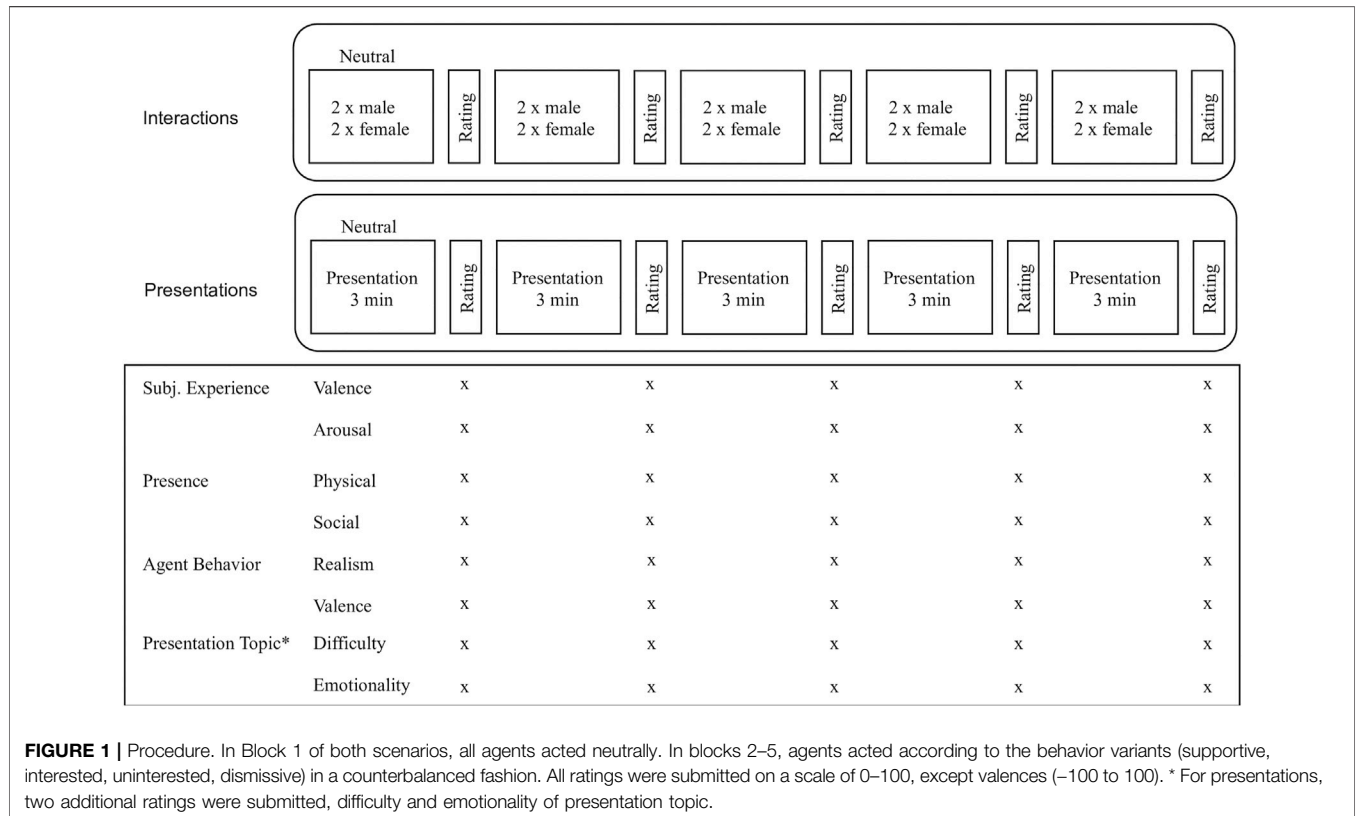 Neutral
Interactions
2 x male
2 x female
Rating
2 x male
2 x female
Rating
2 x male
2 x female
Rating
2 x male
2 x female
Rating
2 x male
2 x female
Rating
Neutral
Presentations
Presentation
3 min
Rating
Presentation
3 min
Rating
Presentation
3 min
Rating
Presentation
3 min
Rating
Presentation
3 min
Rating
Subj. Experience Valence x x x x x
Arousal x x x x x
Presence Physical x x x x x
Social x x x x x
Agent Behavior Realism x x x x x
Valence x x x x x
Presentation Topic* Difficulty x x x x x
Emotionality x x x x x
FIGURE 1 | Procedure. In Block 1 of both scenarios, all agents acted neutrally. In blocks 2–5, agents acted according to the behavior variants (supportive,
interested, uninterested, dismissive) in a counterbalanced fashion. All ratings were submitted on a scale of 0–100, except valences (−100 to 100). * For presentations,
two additional ratings were submitted, difficulty and emotionality of presentation topic.